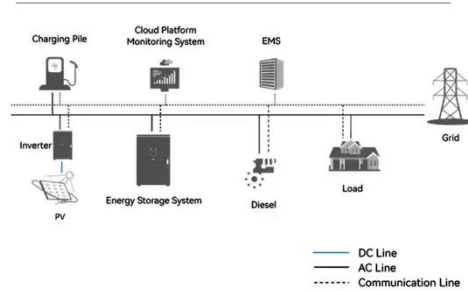 Charging Pile
Cloud Platform
Monitoring System
EMS
Grid
Inverter
PV
Energy Storage System
Diesel
Load
DC Line
AC Line
Communication Line